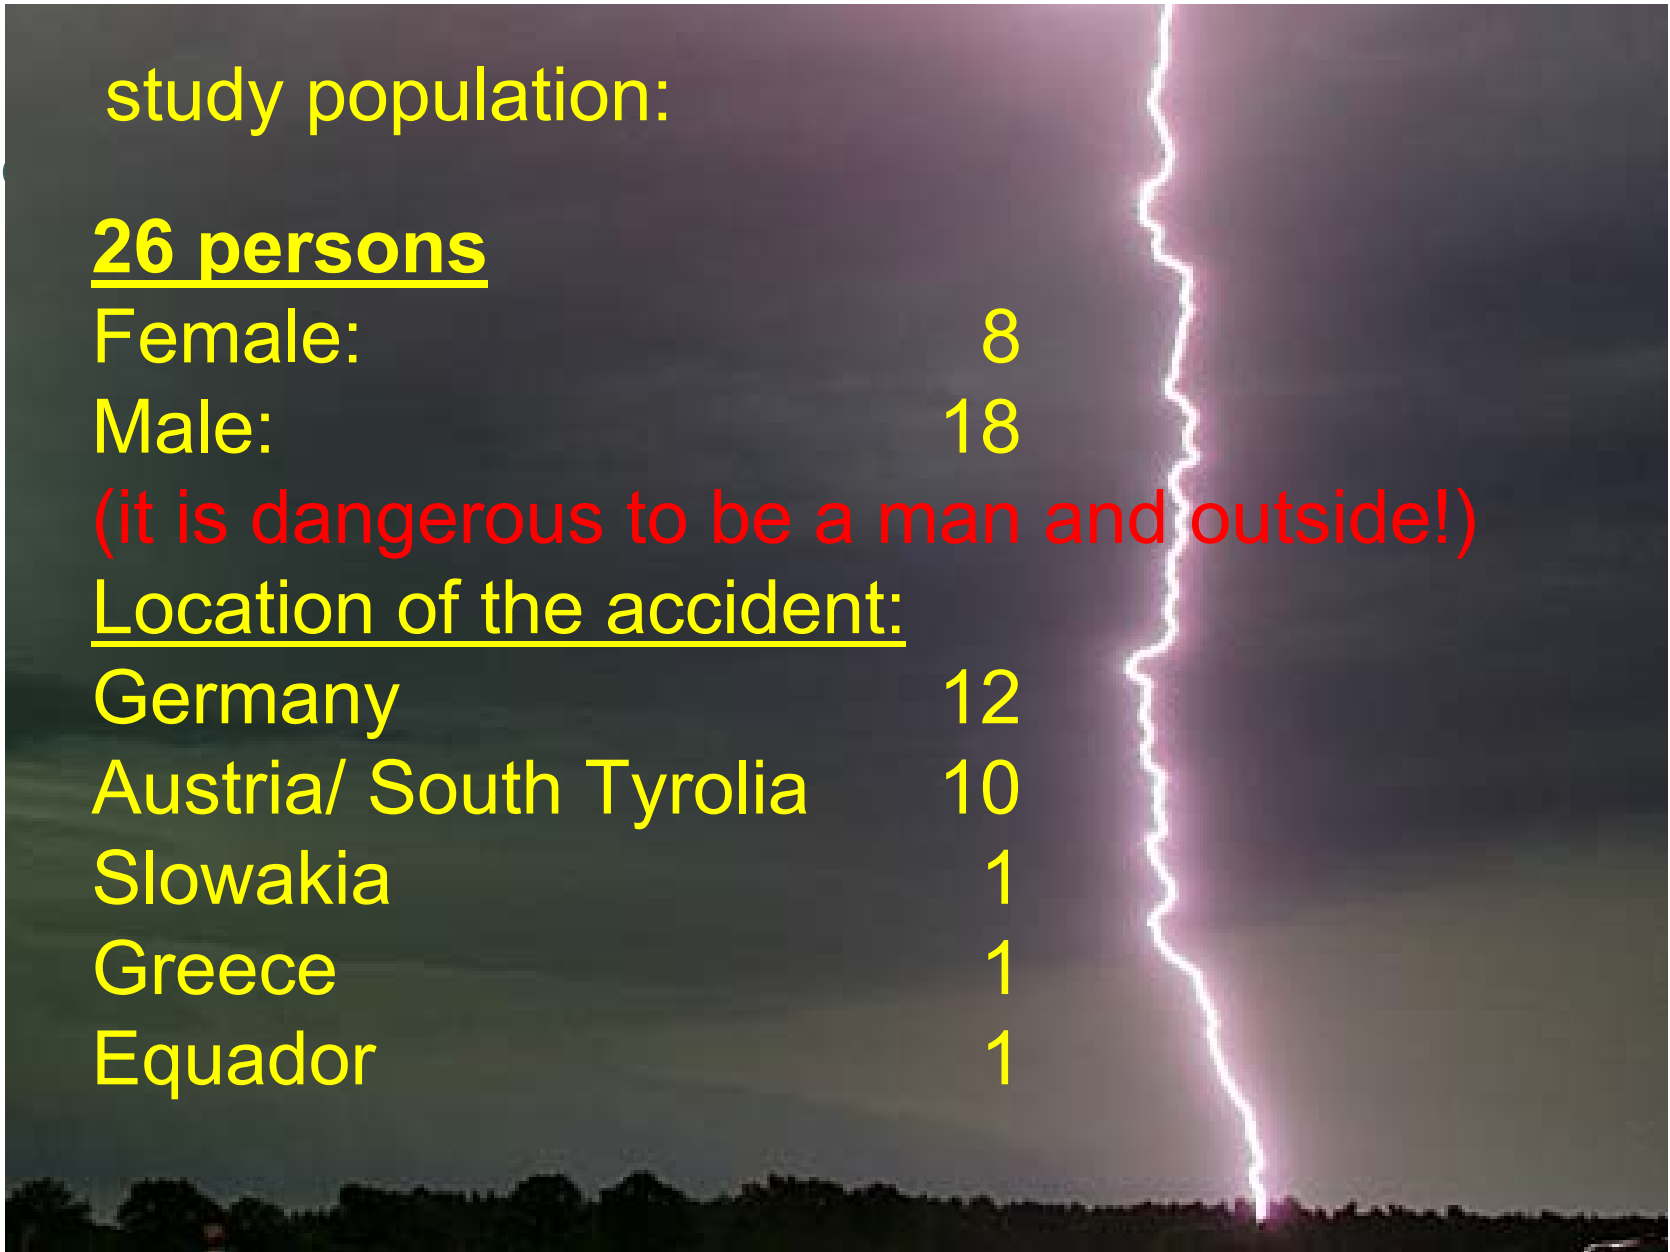 study population:
26 persons
Female: 8
Male: 18
(it is dangerous to be a man and outside!)
Location of the accident:
Germany 12
Austria/ South Tyrolia 10
Slowakia 1
Greece 1
Equador 1